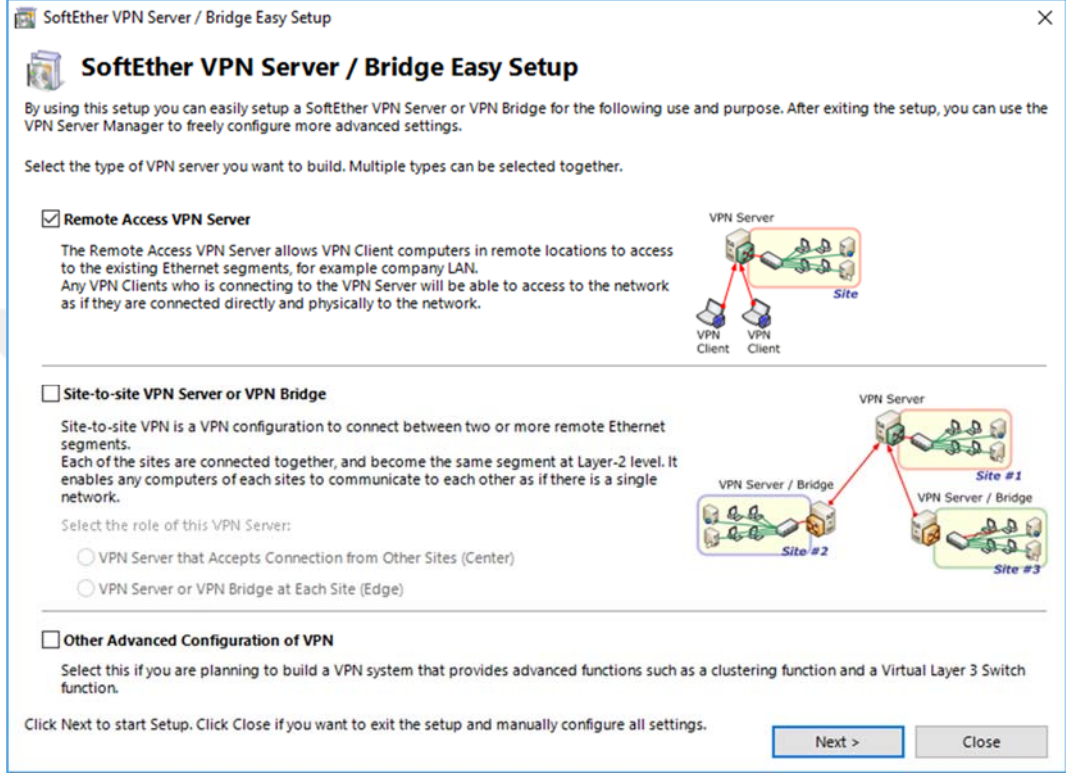 SoftEther VPN Server / Bridge Easy Setup
SoftEther VPN Server / Bridge Easy Setup
By using this setup you can easily setup a SoftEther VPN Server or VPN Bridge for the following use and purpose. After exiting the setup, you can use the
VPN Server Manager to freely configure more advanced settings.
Select the type of VPN server you want to build. Multiple types can be selected together.
Remote Access VPN Server
The Remote Access VPN Server allows VPN Client computers in remote locations to access
to the existing Ethernet segments, for example company LAN.
Any VPN Clients who is connecting to the VPN Server will be able to access to the network
as if they are connected directly and physically to the network.
VPN Server
Site
VPN
Client
VPN
Client
Site-to-site VPN Server or VPN Bridge
Site-to-site VPN is a VPN configuration to connect between two or more remote Ethernet
segments.
Each of the sites are connected together, and become the same segment at Layer-2 level. It
enables any computers of each sites to communicate to each other as if there is a single
network.
Select the role of this VPN Server:
VPN Server that Accepts Connection from Other Sites (Center)
VPN Server or VPN Bridge at Each Site (Edge)
VPN Server
Site #1
VPN Server / Bridge
Site #2
VPN Server / Bridge
Site #3
Other Advanced Configuration of VPN
Select this if you are planning to build a VPN system that provides advanced functions such as a clustering function and a Virtual Layer 3 Switch
function.
Click Next to start Setup. Click Close if you want to exit the setup and manually configure all settings.
Next >
Close